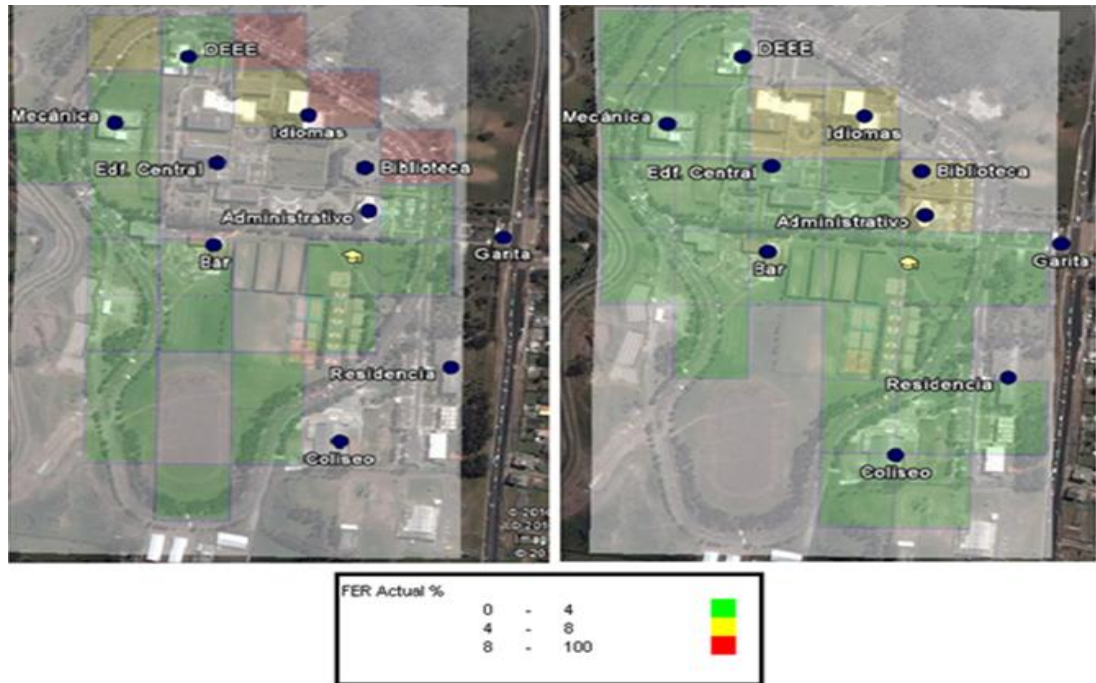 DEEE
Mecánica
Idiomas
Edf. Central
Biblioteca
Administrativo
Garita
Bar
Residencia
Coliseo
DEEE
Mecánica
Idiomas
Edf. Central
Biblioteca
Administrativo
Garita
Bar
Residencia
Coliseo
FER Actual %
0 - 4
4 - 8
8 - 100